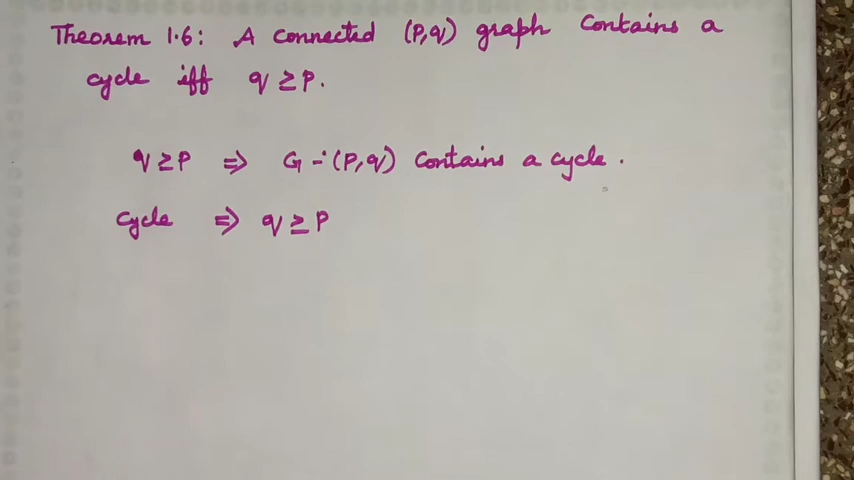 Theorem 1.6: A connected (p,q) graph contains a
cycle iff q ≥ p.
q ≥ p ⇒ G - (p,q) contains a cycle.
cycle ⇒ q ≥ p